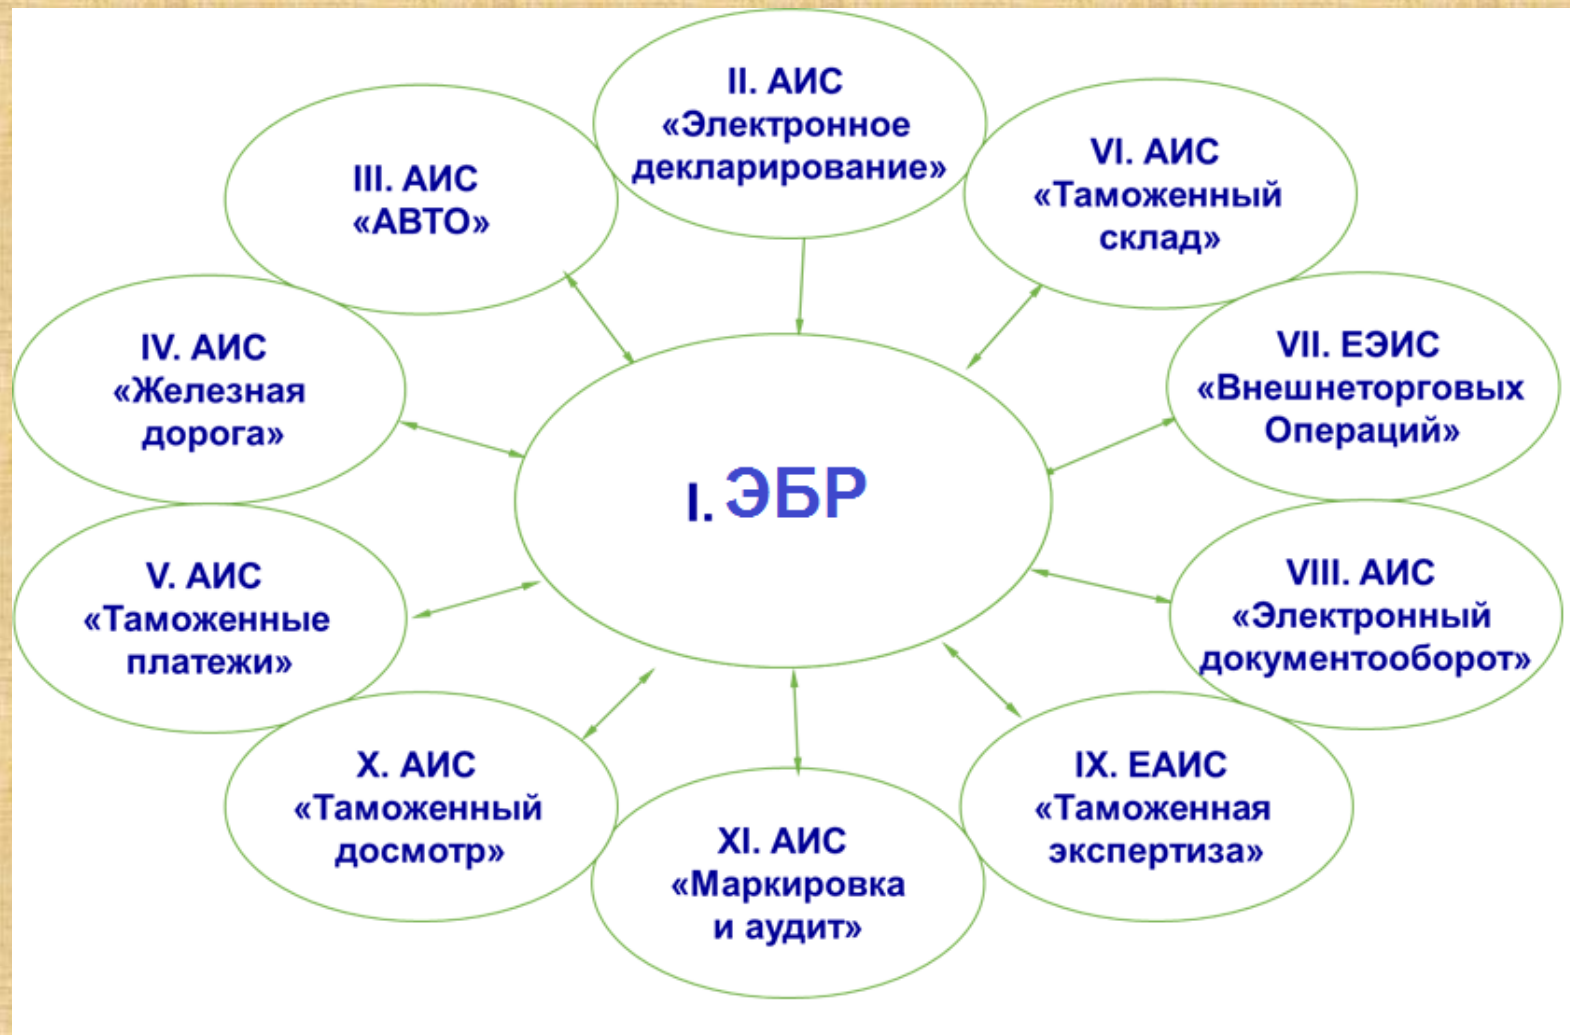 II. АИС
«Электронное
декларирование»
III. АИС
«АВТО»
VI. АИС
«Таможенный
склад»
IV. АИС
«Железная
дорога»
VII. ЕЭИС
«Внешнеторговых
Операций»
I. ЭБР
V. АИС
«Таможенные
платежи»
VIII. АИС
«Электронный
документооборот»
X. АИС
«Таможенный
досмотр»
IX. ЕАИС
«Таможенная
экспертиза»
XI. АИС
«Маркировка
и аудит»